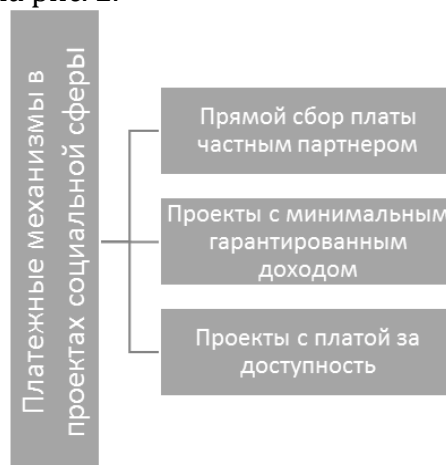 на рис. 2.
Платежные механизмы в
проектах социальной сферы
Прямой сбор платы
частным партнером
Проекты с минимальным
гарантированным
доходом
Проекты с платой за
доступность